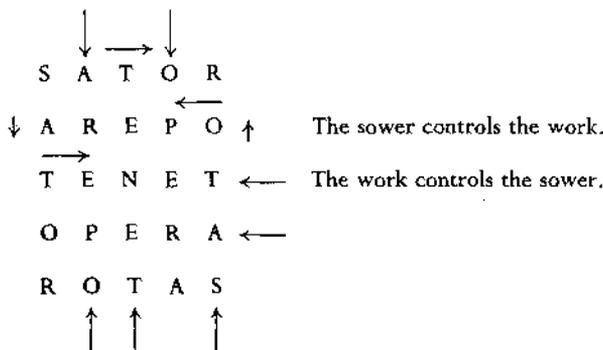 S A T O R
A R E P O The sower controls the work.
T E N E T The work controls the sower.
O P E R A
R O T A S